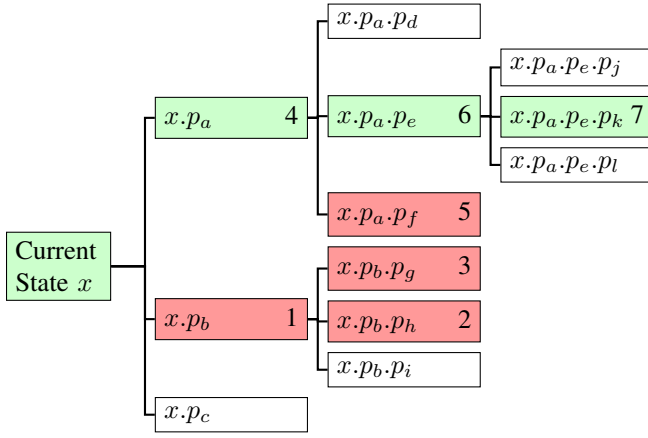 x.p_a.p_d
x.p_a.p_e.p_j
x.p_a 4
x.p_a.p_e 6
x.p_a.p_e.p_k 7
x.p_a.p_e.p_l
x.p_a.p_f 5
Current
State x
x.p_b.p_g 3
x.p_b 1
x.p_b.p_h 2
x.p_b.p_i
x.p_c